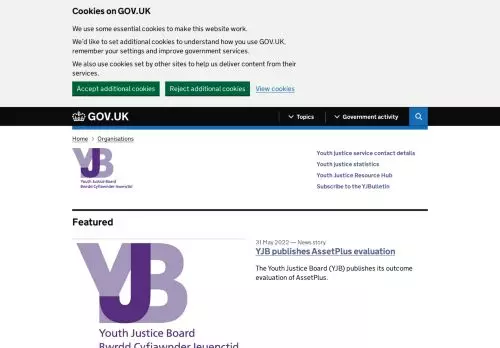 Cookies on GOV.UK
We use some essential cookies to make this website work.
We'd like to set additional cookies to understand how you use GOV.UK,
remember your settings and improve government services.
We also use cookies set by other sites to help us deliver content from their
services.
Accept additional cookies
Reject additional cookies
View cookies
GOV.UK
Topics
Government activity
Home
Organisations
YJB
Youth Justice Board
Bwrdd Cyfiawnder Ieuenctid
Youth justice service contact details
Youth justice statistics
Youth Justice Resource Hub
Subscribe to the YJBulletin
Featured
YJB
Youth Justice Board
Bwrdd Cyfiawnder Ieuenctid
31 May 2022 — News story
YJB publishes AssetPlus evaluation
The Youth Justice Board (YJB) publishes its outcome
evaluation of AssetPlus.